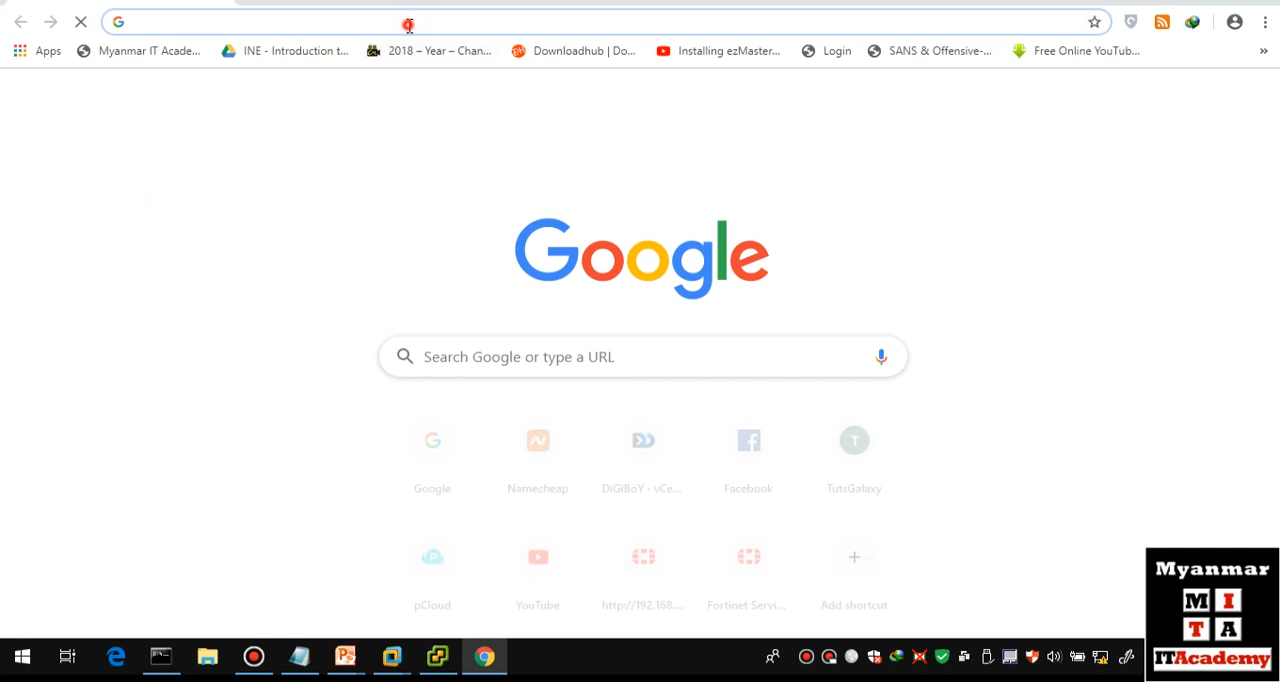 Apps
Myanmar IT Acade...
INE - Introduction t...
2018 – Year – Chan...
Downloadhub | Do...
Installing ezMaster...
Login
SANS & Offensive-...
Free Online YouTub...
»
Google
Search Google or type a URL
T
Google
Namecheap
DiGiBoY › vCe...
Facebook
TutsGalaxy
pCloud
YouTube
http://192.168....
Fortinet Servi...
Add shortcut
Myanmar
M I
T A
ITAcademy